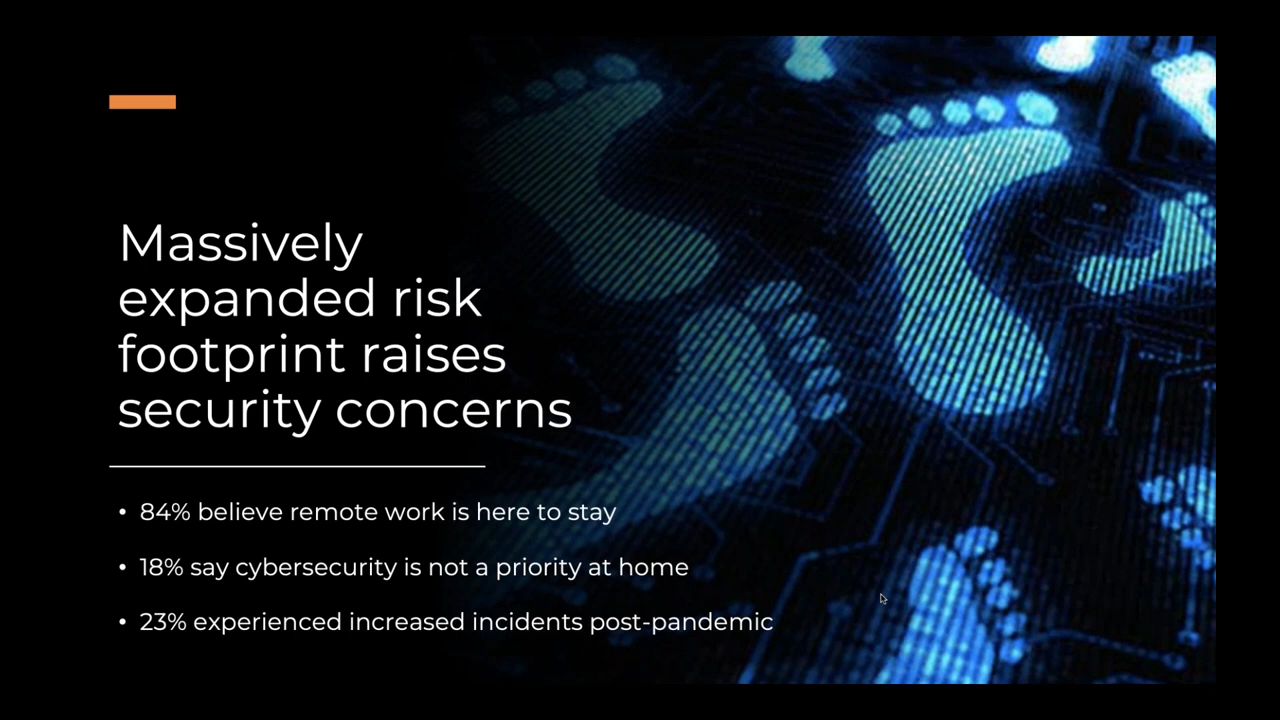 Massively
expanded risk
footprint raises
security concerns
• 84% believe remote work is here to stay
• 18% say cybersecurity is not a priority at home
• 23% experienced increased incidents post-pandemic